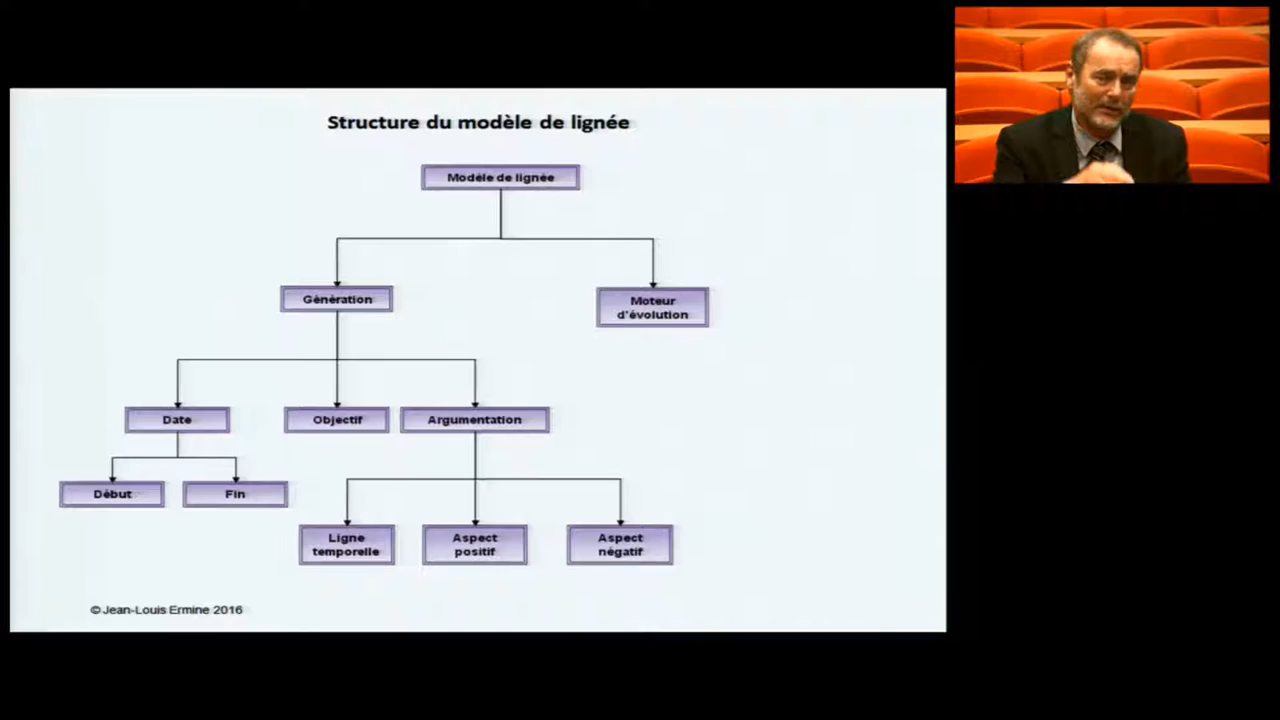 Structure du modèle de lignée
Modèle de lignée
Génération
Moteur
d'évolution
Date
Objectif
Argumentation
Début
Fin
Ligne
temporelle
Aspect
positif
Aspect
négatif
© Jean-Louis Ermine 2016